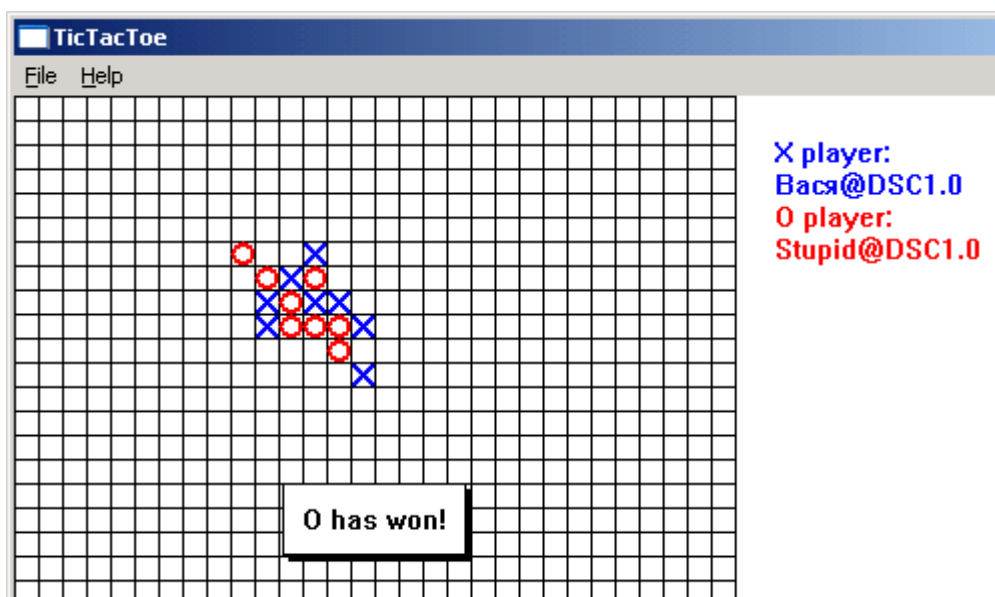 TicTacToe
File Help
X player:
Вася@DSC1.0
O player:
Stupid@DSC1.0
O has won!